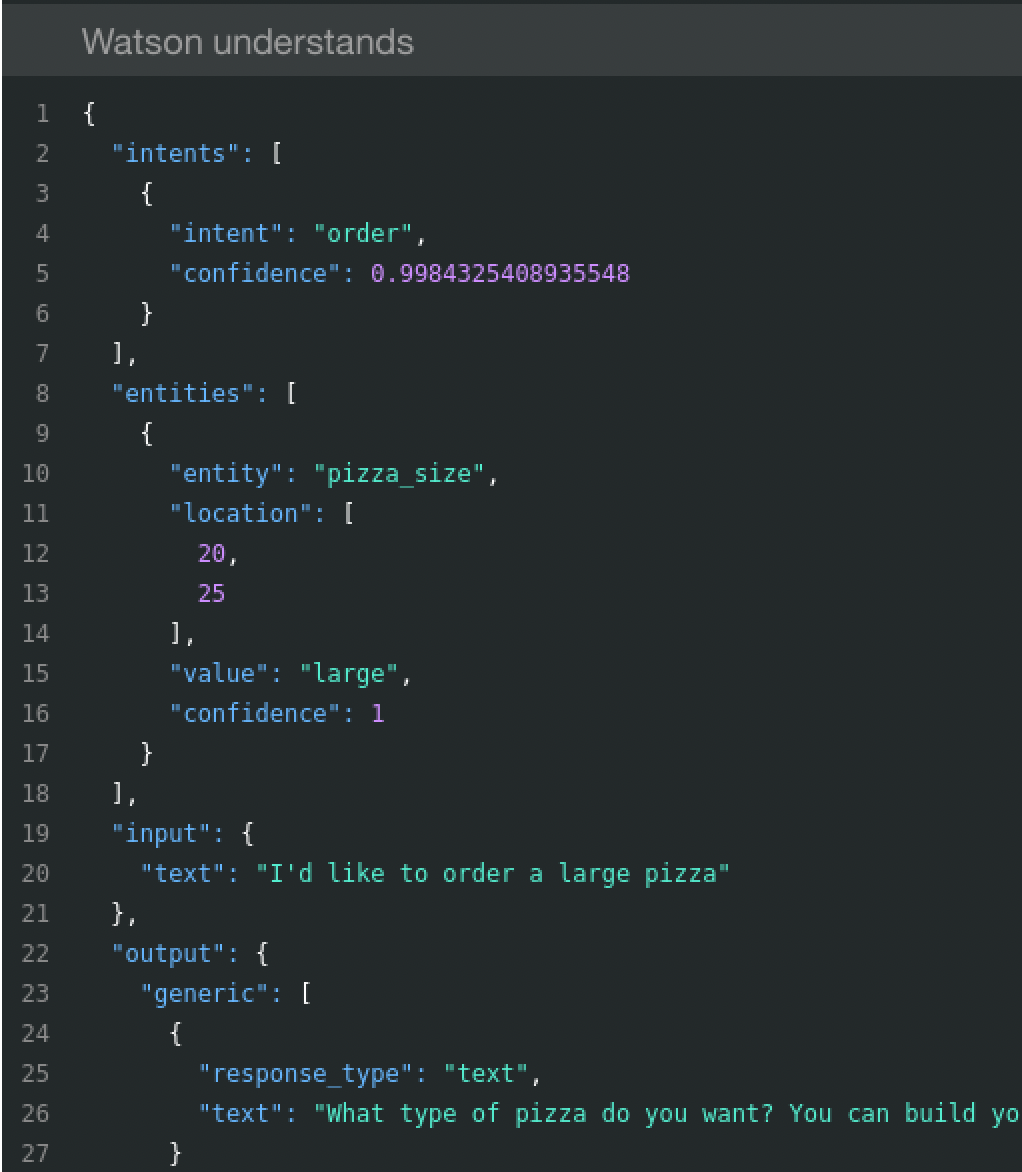 Watson understands
1 {
2   "intents": [
3     {
4       "intent": "order",
5       "confidence": 0.9984325408935548
6     }
7   ],
8   "entities": [
9     {
10       "entity": "pizza_size",
11       "location": [
12         20,
13         25
14       ],
15       "value": "large",
16       "confidence": 1
17     }
18   ],
19   "input": {
20     "text": "I'd like to order a large pizza"
21   },
22   "output": {
23     "generic": [
24       {
25         "response_type": "text",
26         "text": "What type of pizza do you want? You can build yo
27       }